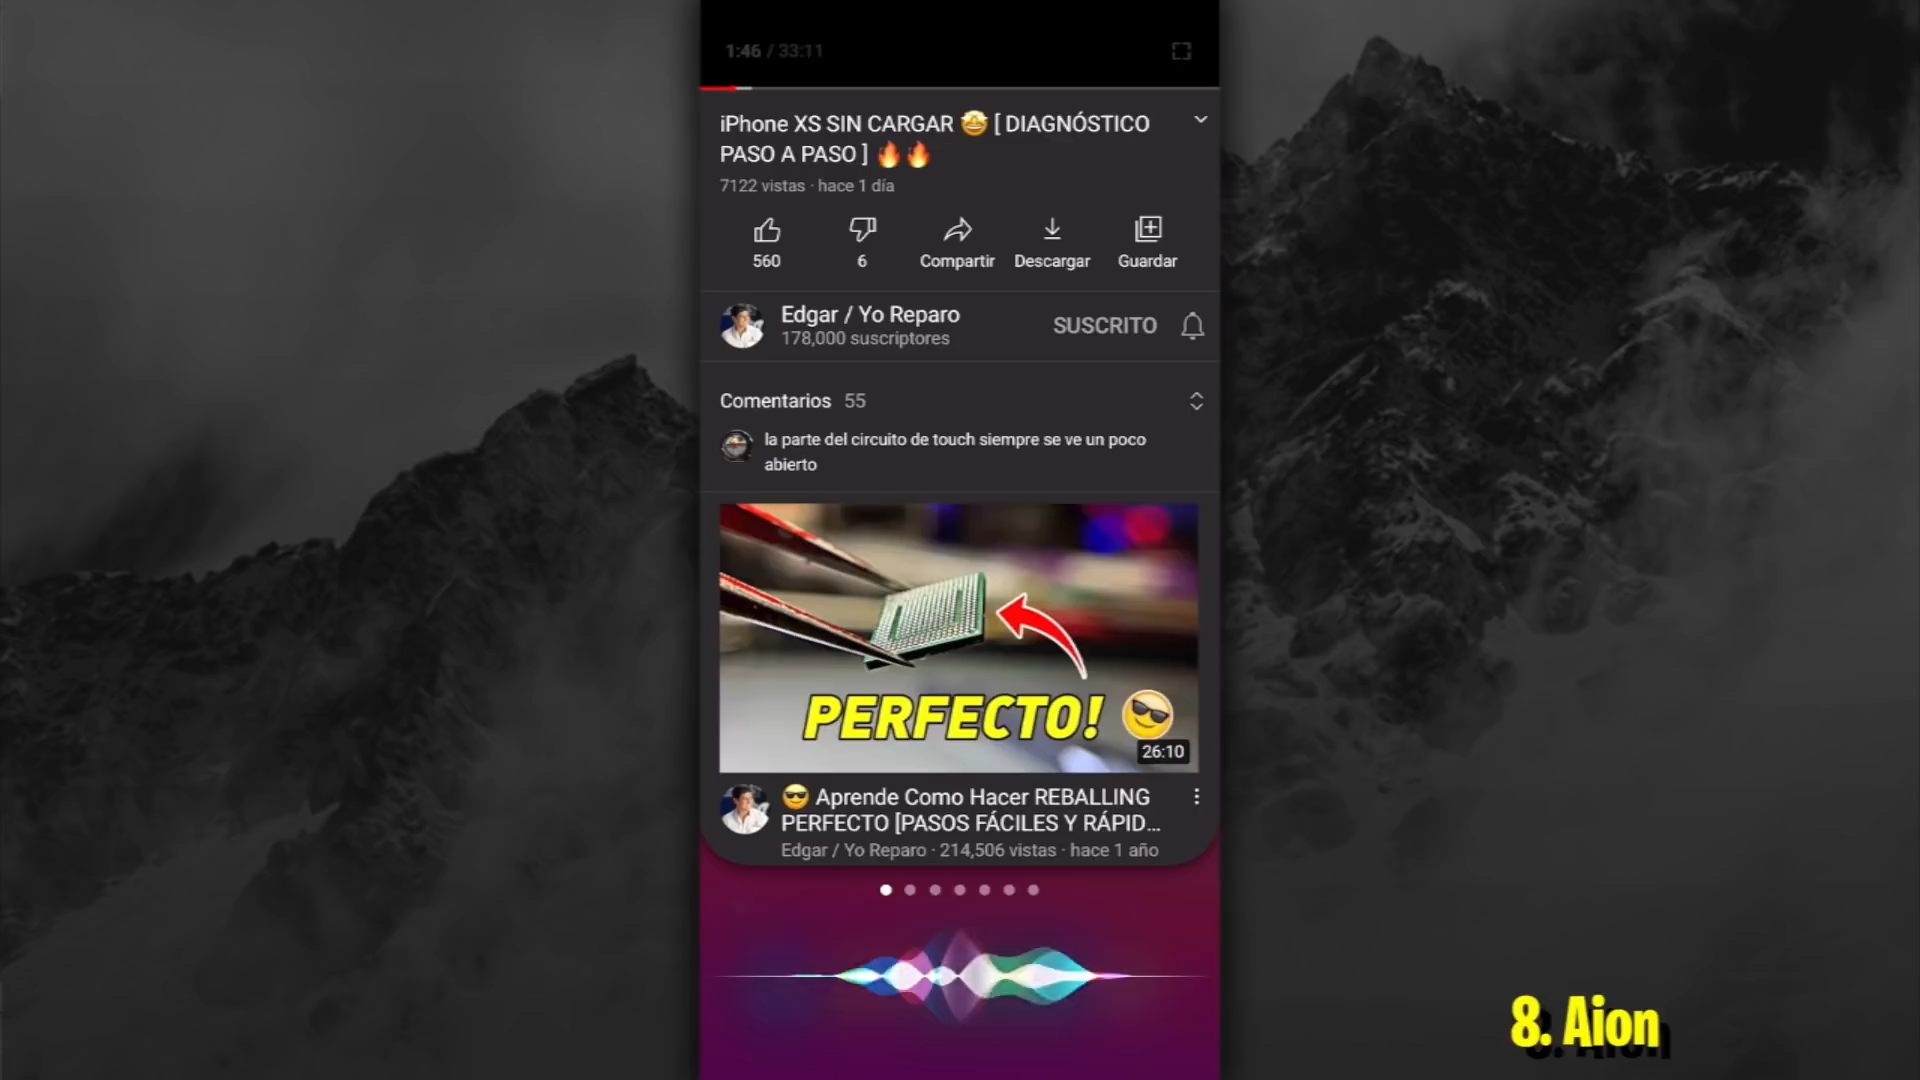 1:46 / 33:11
iPhone XS SIN CARGAR 🤩 [ DIAGNÓSTICO
PASO A PASO ] 🔥🔥
7122 vistas · hace 1 día
560
6
Compartir
Descargar
Guardar
Edgar / Yo Reparo
178,000 suscriptores
SUSCRITO
Comentarios 55
la parte del circuito de touch siempre se ve un poco
abierto
PERFECTO! 😎
26:10
😎 Aprende Como Hacer REBALLING
PERFECTO [PASOS FÁCILES Y RÁPID...
Edgar / Yo Reparo · 214,506 vistas · hace 1 año
8. Aion